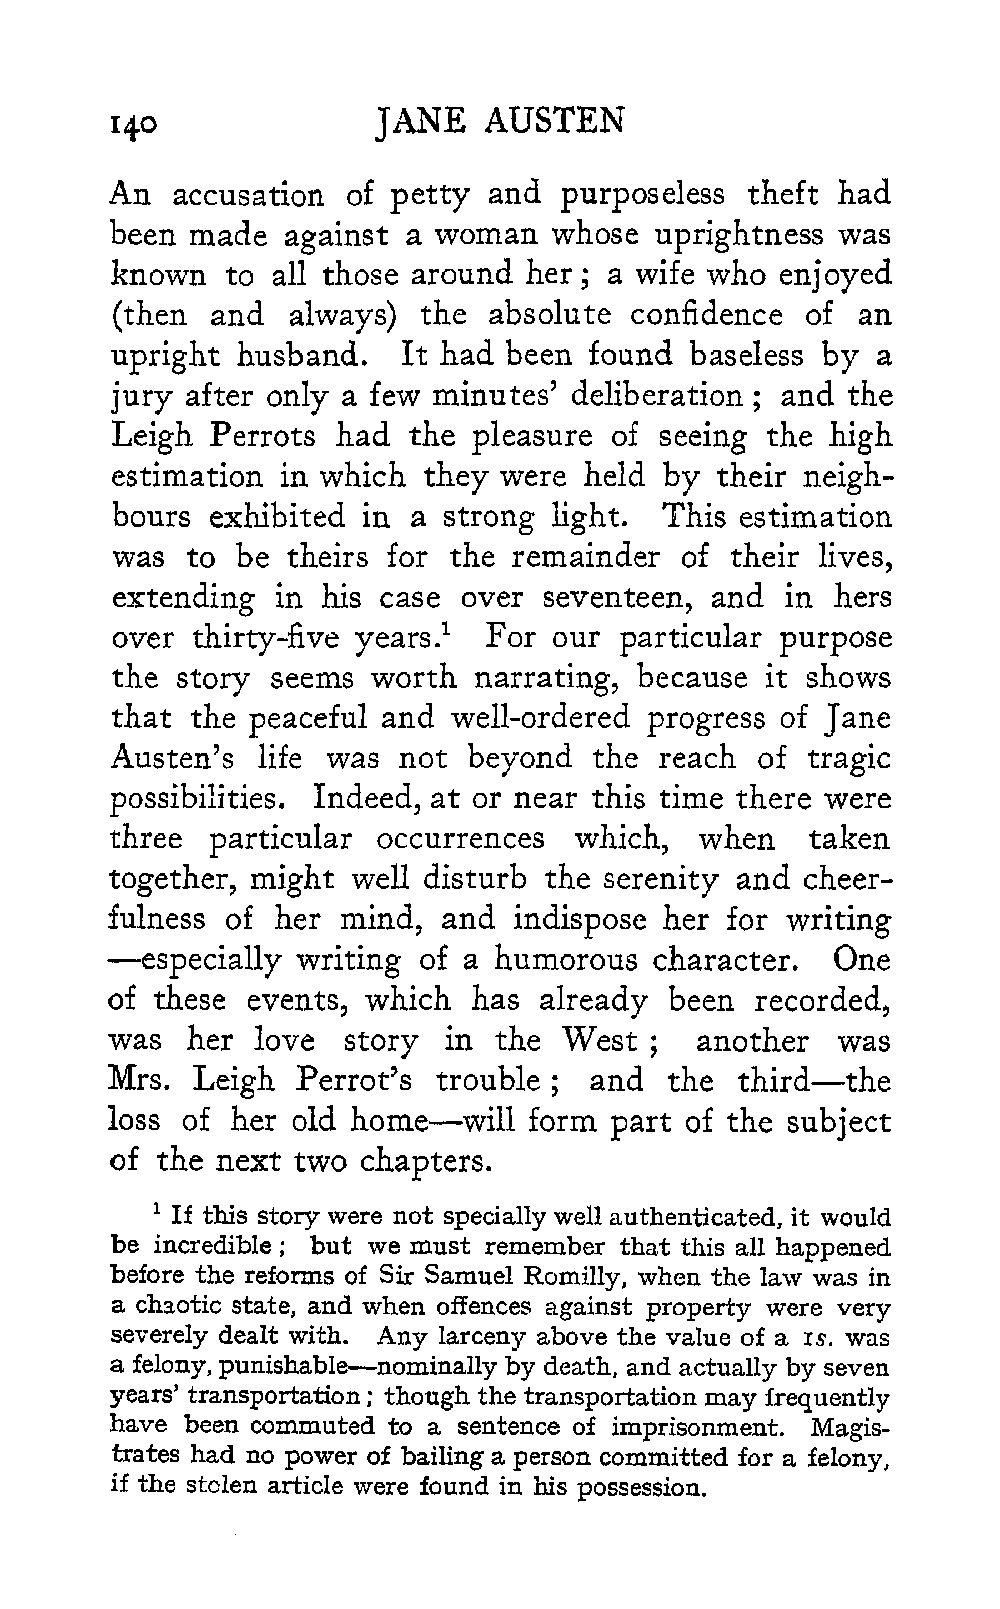 140 JANE AUSTEN
An accusation of petty and purposeless theft had
been made against a woman whose uprightness was
known to all those around her ; a wife who enjoyed
(then and always) the absolute confidence of an
upright husband. It had been found baseless by a
jury after only a few minutes’ deliberation ; and the
Leigh Perrots had the pleasure of seeing the high
estimation in which they were held by their neigh-
bours exhibited in a strong light. This estimation
was to be theirs for the remainder of their lives,
extending in his case over seventeen, and in hers
over thirty-five years.¹ For our particular purpose
the story seems worth narrating, because it shows
that the peaceful and well-ordered progress of Jane
Austen’s life was not beyond the reach of tragic
possibilities. Indeed, at or near this time there were
three particular occurrences which, when taken
together, might well disturb the serenity and cheer-
fulness of her mind, and indispose her for writing
—especially writing of a humorous character. One
of these events, which has already been recorded,
was her love story in the West ; another was
Mrs. Leigh Perrot’s trouble ; and the third—the
loss of her old home—will form part of the subject
of the next two chapters.
¹ If this story were not specially well authenticated, it would
be incredible ; but we must remember that this all happened
before the reforms of Sir Samuel Romilly, when the law was in
a chaotic state, and when offences against property were very
severely dealt with. Any larceny above the value of a 1s. was
a felony, punishable—nominally by death, and actually by seven
years’ transportation ; though the transportation may frequently
have been commuted to a sentence of imprisonment. Magis-
trates had no power of bailing a person committed for a felony,
if the stolen article were found in his possession.